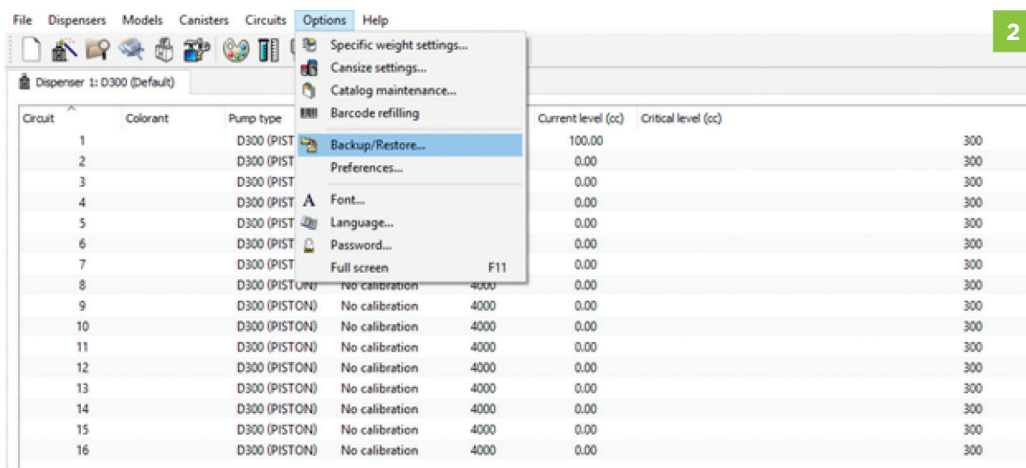 File Dispensers Models Canisters Circuits Options Help
2
Specific weight settings...
Cansize settings...
Catalog maintenance...
Barcode refilling
Backup/Restore...
Preferences...
A Font...
Language...
Password...
Full screen F11
Dispenser 1: D300 (Default)
Circuit Colorant Pump type Current level (cc) Critical level (cc)
1 D300 (PIST 100.00 300
2 D300 (PIST 0.00 300
3 D300 (PIST 0.00 300
4 D300 (PIST 0.00 300
5 D300 (PIST 0.00 300
6 D300 (PIST 0.00 300
7 D300 (PIST 0.00 300
8 D300 (PISTON) No calibration 4000 0.00 300
9 D300 (PISTON) No calibration 4000 0.00 300
10 D300 (PISTON) No calibration 4000 0.00 300
11 D300 (PISTON) No calibration 4000 0.00 300
12 D300 (PISTON) No calibration 4000 0.00 300
13 D300 (PISTON) No calibration 4000 0.00 300
14 D300 (PISTON) No calibration 4000 0.00 300
15 D300 (PISTON) No calibration 4000 0.00 300
16 D300 (PISTON) No calibration 4000 0.00 300